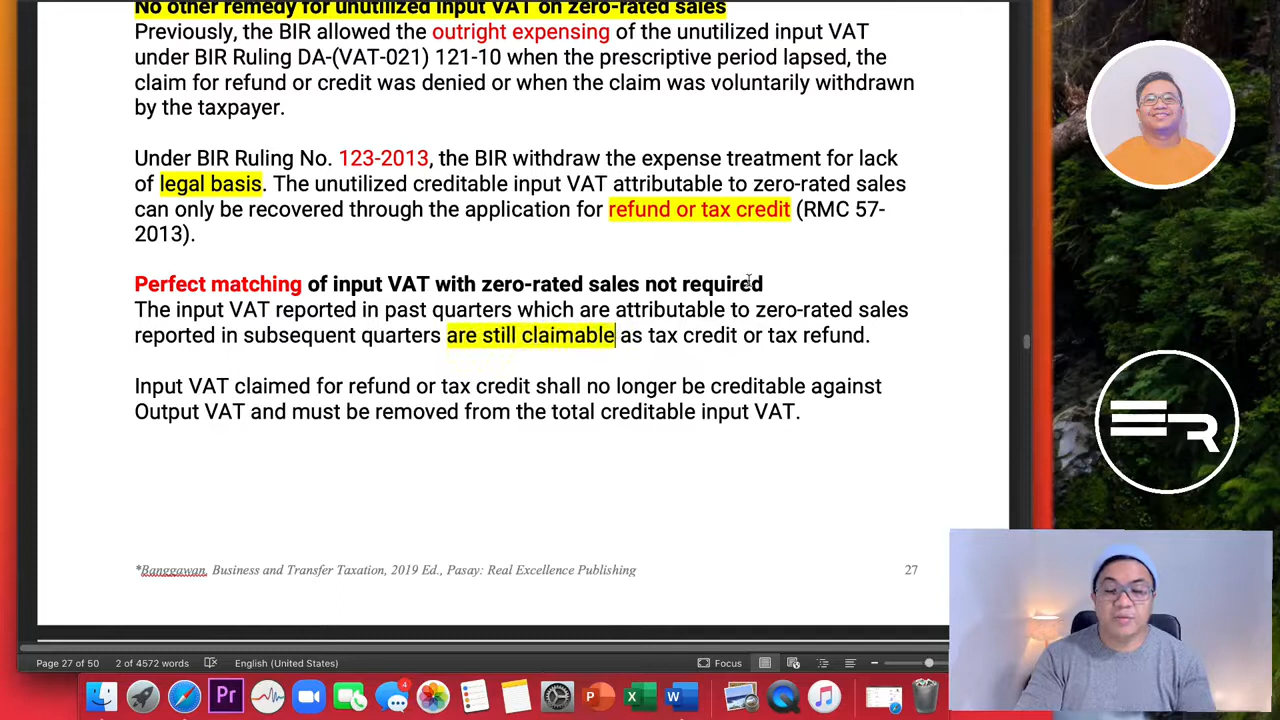 No other remedy for unutilized input VAT on zero-rated sales
Previously, the BIR allowed the outright expensing of the unutilized input VAT
under BIR Ruling DA-(VAT-021) 121-10 when the prescriptive period lapsed, the
claim for refund or credit was denied or when the claim was voluntarily withdrawn
by the taxpayer.
Under BIR Ruling No. 123-2013, the BIR withdraw the expense treatment for lack
of legal basis. The unutilized creditable input VAT attributable to zero-rated sales
can only be recovered through the application for refund or tax credit (RMC 57-
2013).
Perfect matching of input VAT with zero-rated sales not required
The input VAT reported in past quarters which are attributable to zero-rated sales
reported in subsequent quarters are still claimable as tax credit or tax refund.
Input VAT claimed for refund or tax credit shall no longer be creditable against
Output VAT and must be removed from the total creditable input VAT.
*Banggawan, Business and Transfer Taxation, 2019 Ed., Pasay: Real Excellence Publishing
27
Page 27 of 50
2 of 4572 words
English (United States)
Focus
Pr
4
P
X
W
ER